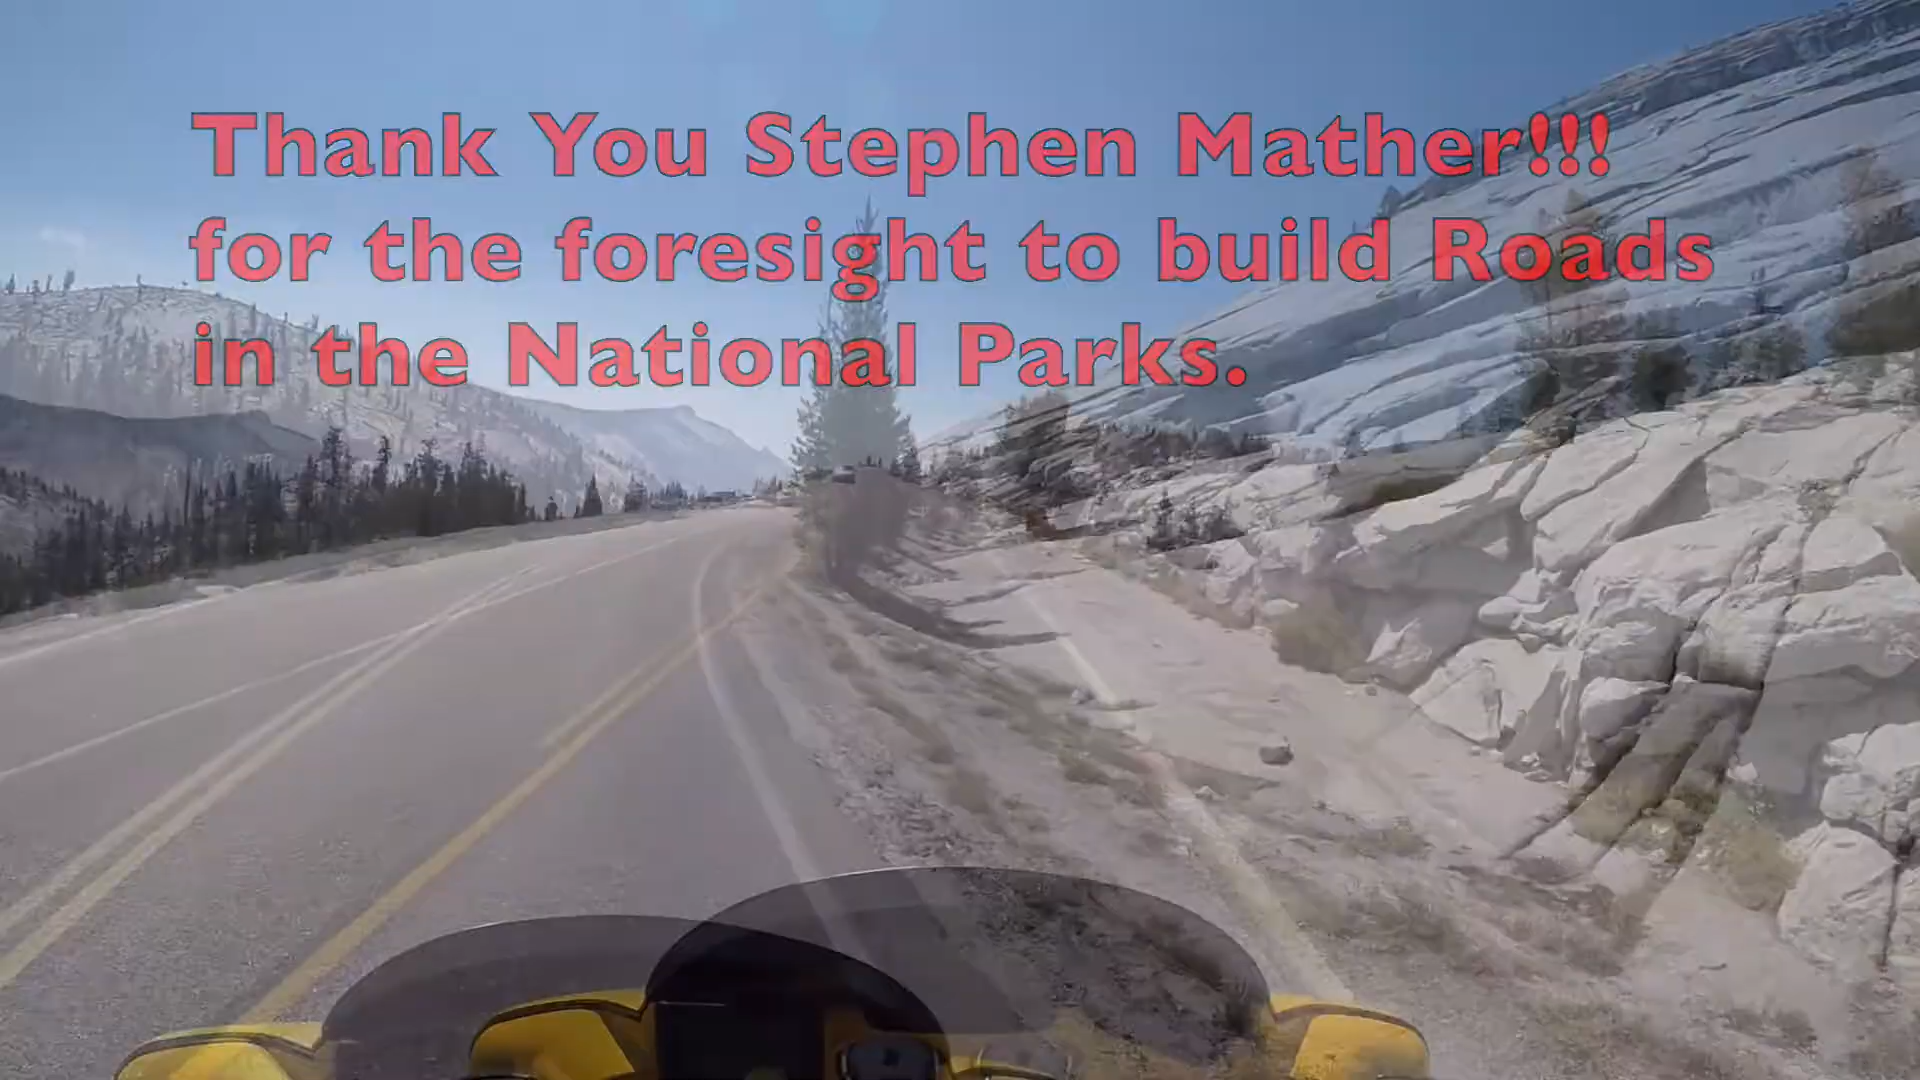 Thank You Stephen Mather!!!
for the foresight to build Roads
in the National Parks.